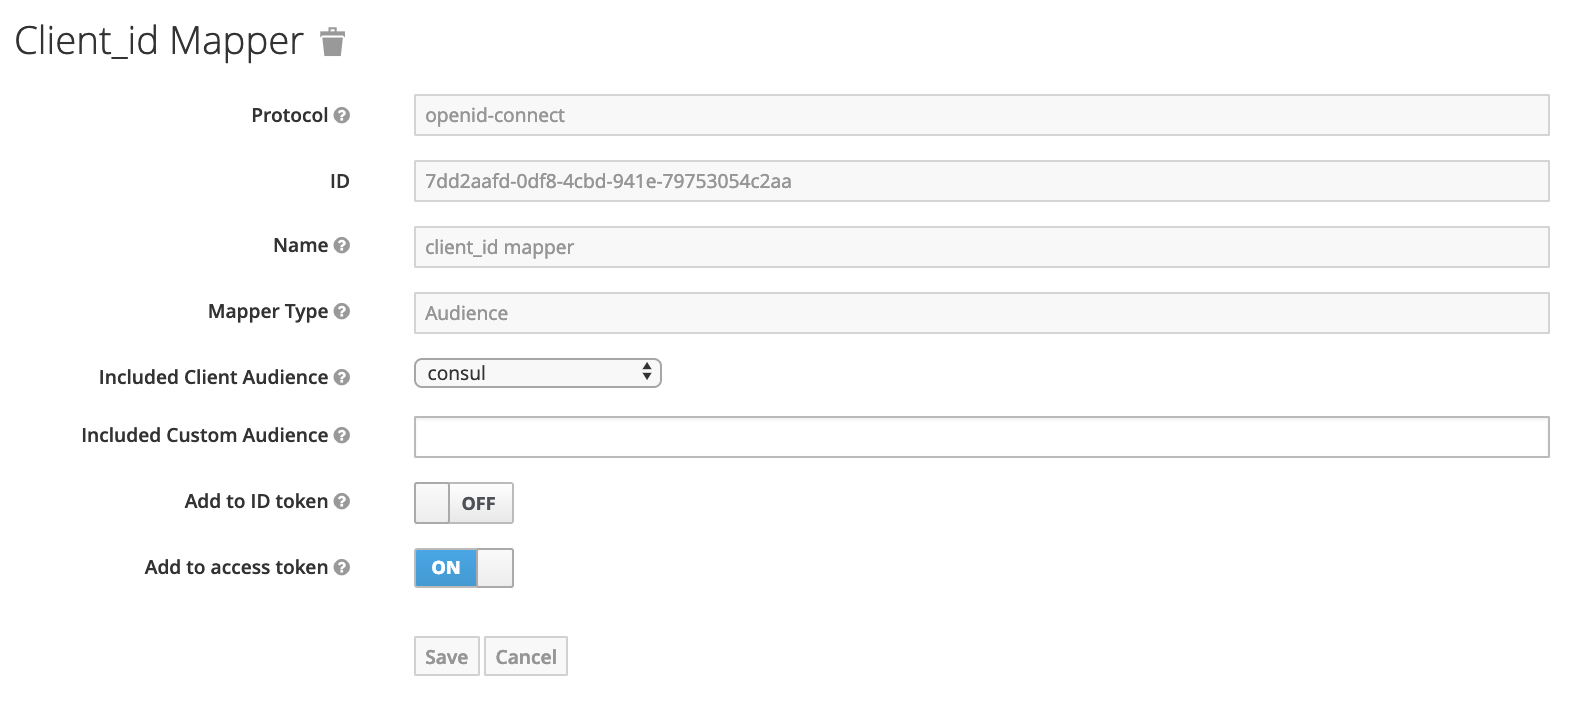 Client_id Mapper
Protocol ?
openid-connect
ID
7dd2aafd-0df8-4cbd-941e-79753054c2aa
Name ?
client_id mapper
Mapper Type ?
Audience
Included Client Audience ?
consul
Included Custom Audience ?
Add to ID token ?
OFF
Add to access token ?
ON
Save Cancel